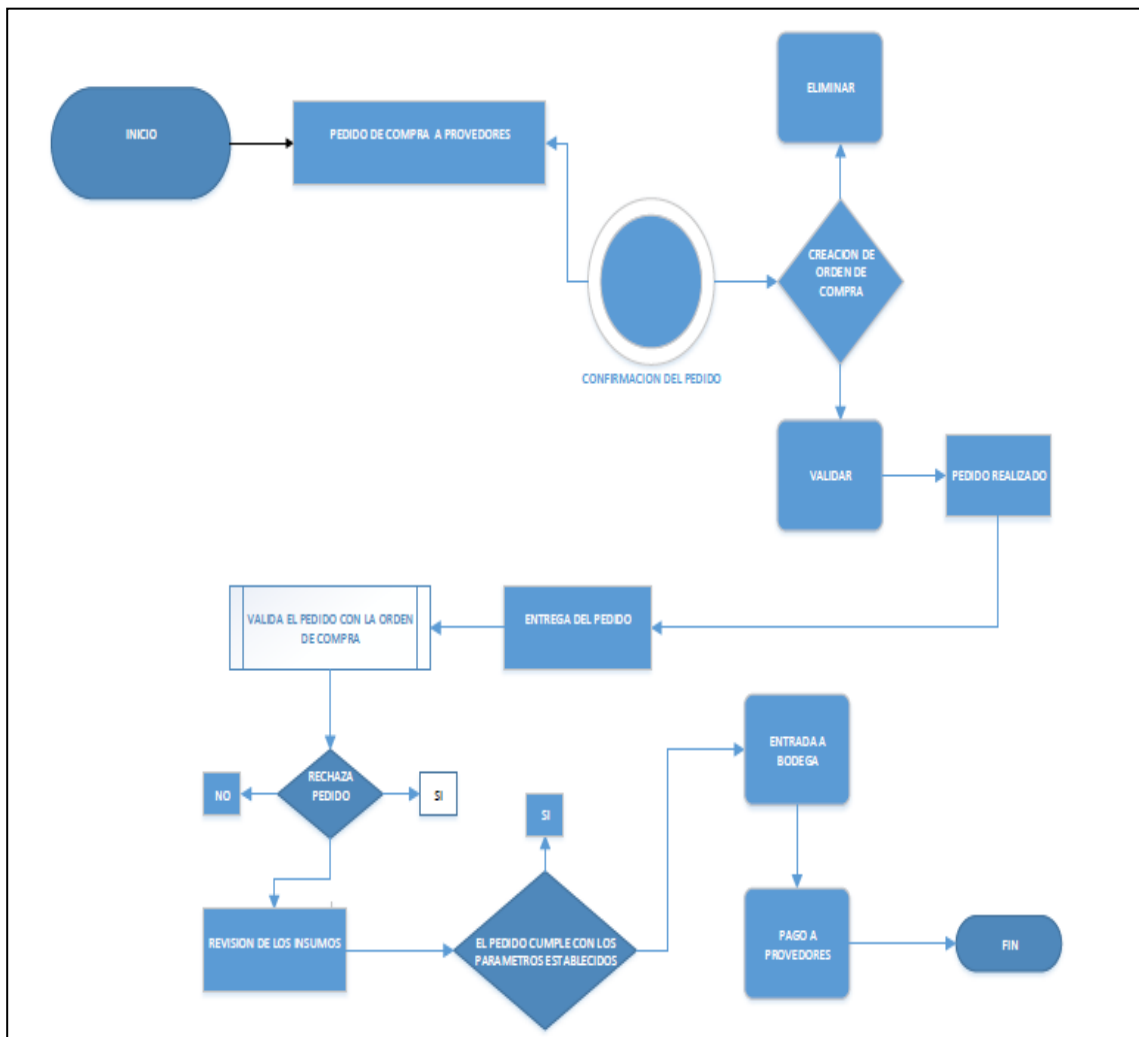 ELIMINAR
INICIO
PEDIDO DE COMPRA A PROVEDORES
CREACION DE
ORDEN DE
COMPRA
CONFIRMACION DEL PEDIDO
VALIDAR
PEDIDO REALIZADO
VALIDA EL PEDIDO CON LA ORDEN
DE COMPRA
ENTREGA DEL PEDIDO
ENTRADA A
BODEGA
RECHAZA
PEDIDO
NO
SI
SI
REVISION DE LOS INSUMOS
EL PEDIDO CUMPLE CON LOS
PARAMETROS ESTABLECIDOS
PAGO A
PROVEDORES
FIN